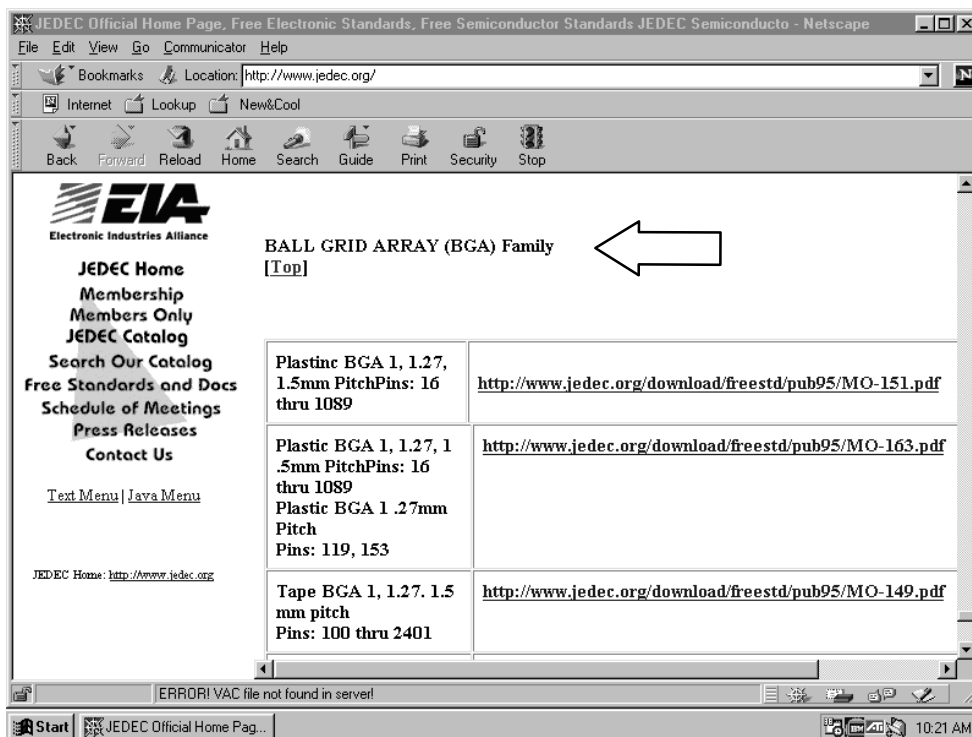 JEDEC Official Home Page, Free Electronic Standards, Free Semiconductor Standards JEDEC Semiconducto - Netscape
File Edit View Go Communicator Help
Bookmarks Location: http://www.jedec.org/
N
Internet Lookup New&Cool
Back Forward Reload Home Search Guide Print Security Stop
EIA
Electronic Industries Alliance
JEDEC Home
Membership
Members Only
JEDEC Catalog
Search Our Catalog
Free Standards and Docs
Schedule of Meetings
Press Releases
Contact Us
Text Menu | Java Menu
JEDEC Home: http://www.jedec.org
BALL GRID ARRAY (BGA) Family
[Top]
Plastinc BGA 1, 1.27,
1.5mm PitchPins: 16
thru 1089
http://www.jedec.org/download/freestd/pub95/MO-151.pdf
Plastic BGA 1, 1.27, 1
.5mm PitchPins: 16
thru 1089
Plastic BGA 1 .27mm
Pitch
Pins: 119, 153
http://www.jedec.org/download/freestd/pub95/MO-163.pdf
Tape BGA 1, 1.27. 1.5
mm pitch
Pins: 100 thru 2401
http://www.jedec.org/download/freestd/pub95/MO-149.pdf
ERROR! VAC file not found in server!
Start JEDEC Official Home Pag... 10:21 AM